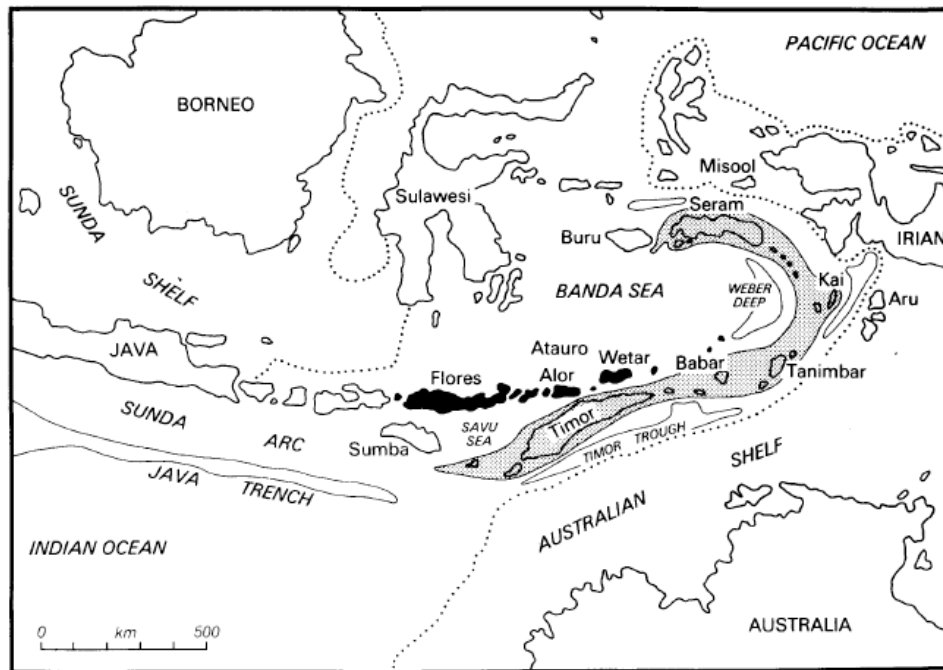 PACIFIC OCEAN
BORNEO
Misool
Sulawesi
Seram
SUNDA
Buru
IRIAN
SHELF
BANDA SEA
WEBER
DEEP
Kai
Aru
JAVA
Atauro
Wetar
Babar
Flores
Alor
Tanimbar
SUNDA
SAVU
SEA
Timor
ARC
Sumba
TIMOR TROUGH
SHELF
JAVA
TRENCH
AUSTRALIAN
INDIAN OCEAN
0 km 500
AUSTRALIA